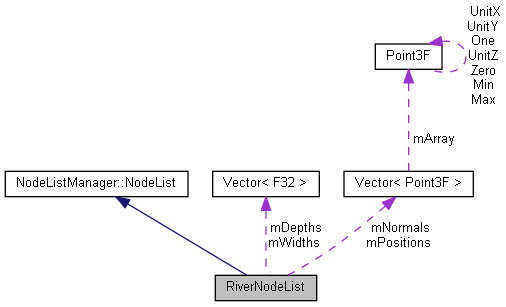 UnitX
UnitY
One
UnitZ
Zero
Min
Max
Point3F
mArray
NodeListManager::NodeList
Vector< F32 >
Vector< Point3F >
mDepths
mWidths
mNormals
mPositions
RiverNodeList